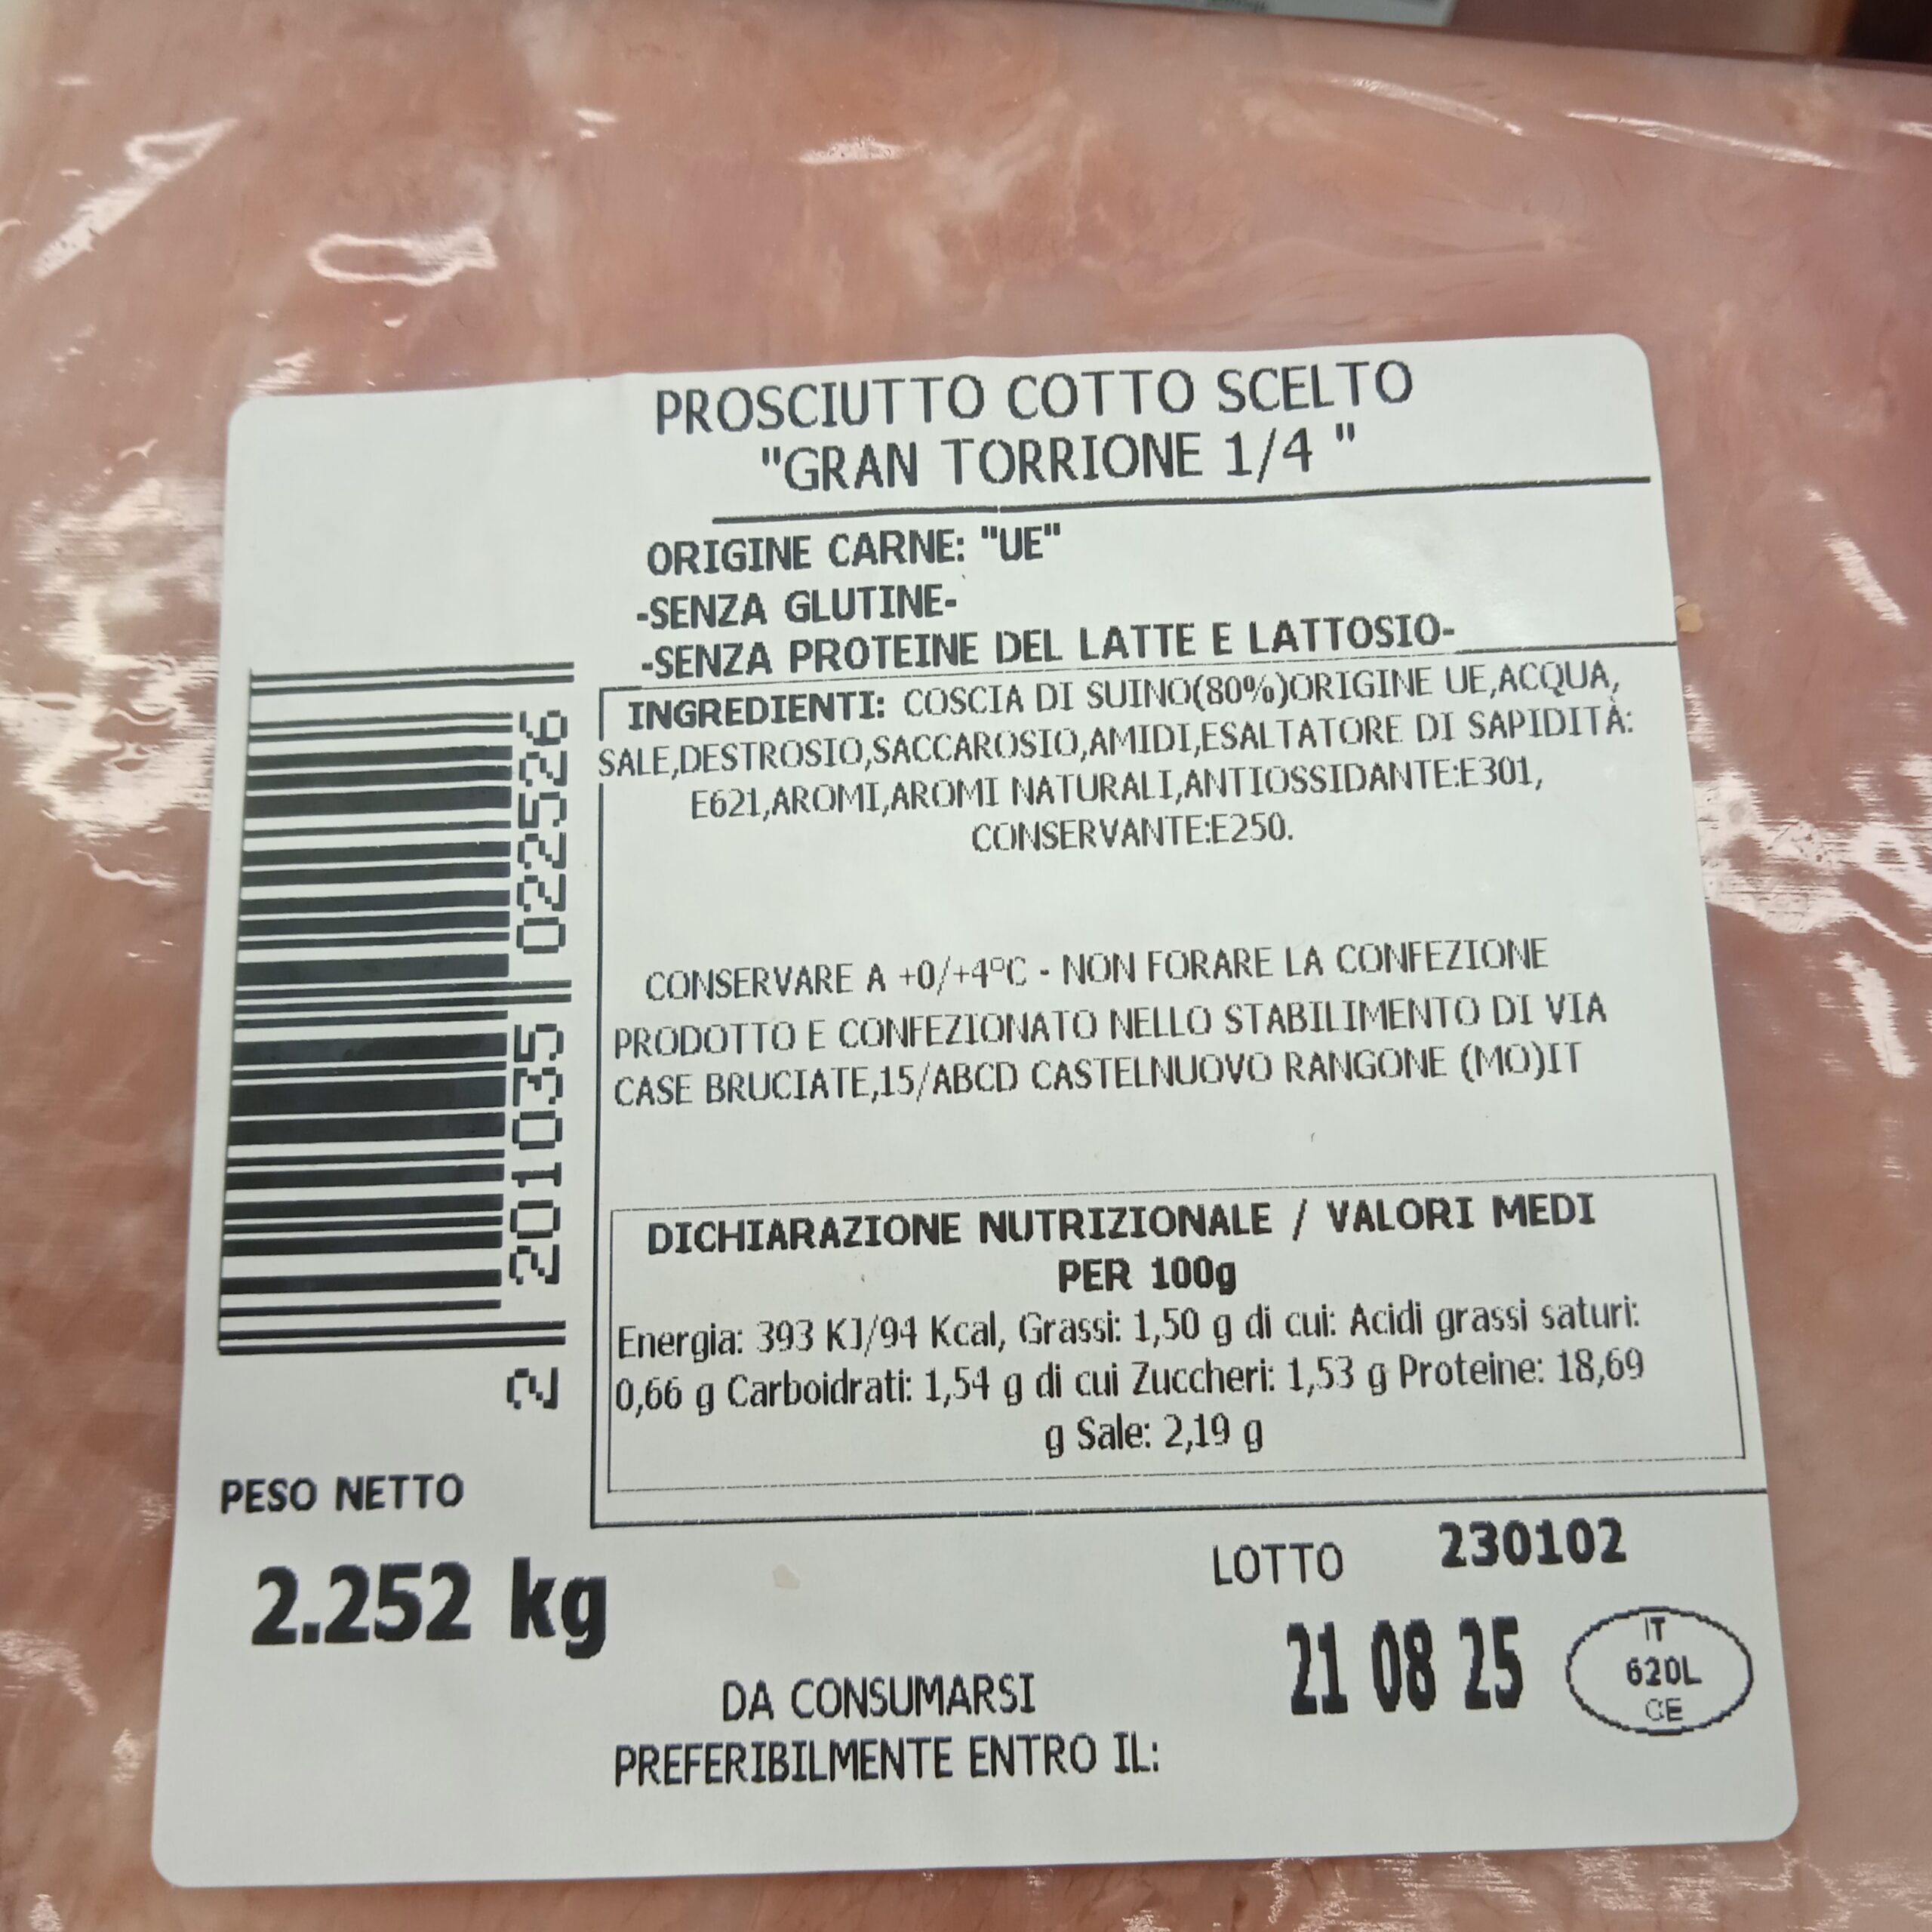 PROSCIUTTO COTTO SCELTO
"GRAN TORRIONE 1/4 "
ORIGINE CARNE: "UE"
-SENZA GLUTINE-
-SENZA PROTEINE DEL LATTE E LATTOSIO-
INGREDIENTI: COSCIA DI SUINO(80%)ORIGINE UE,ACQUA,
SALE,DESTROSIO,SACCAROSIO,AMIDI,ESALTATORE DI SAPIDITÀ:
E621,AROMI,AROMI NATURALI,ANTIOSSIDANTE:E301,
CONSERVANTE:E250.
CONSERVARE A +0/+4°C - NON FORARE LA CONFEZIONE
PRODOTTO E CONFEZIONATO NELLO STABILIMENTO DI VIA
CASE BRUCIATE,15/ABCD CASTELNUOVO RANGONE (MO)IT
DICHIARAZIONE NUTRIZIONALE / VALORI MEDI
PER 100g
Energia: 393 KJ/94 Kcal, Grassi: 1,50 g di cui: Acidi grassi saturi:
0,66 g Carboidrati: 1,54 g di cui Zuccheri: 1,53 g Proteine: 18,69
g Sale: 2,19 g
2 201035 022526
PESO NETTO
2.252 kg
LOTTO 230102
DA CONSUMARSI
PREFERIBILMENTE ENTRO IL:
21 08 25
IT
620L
CE